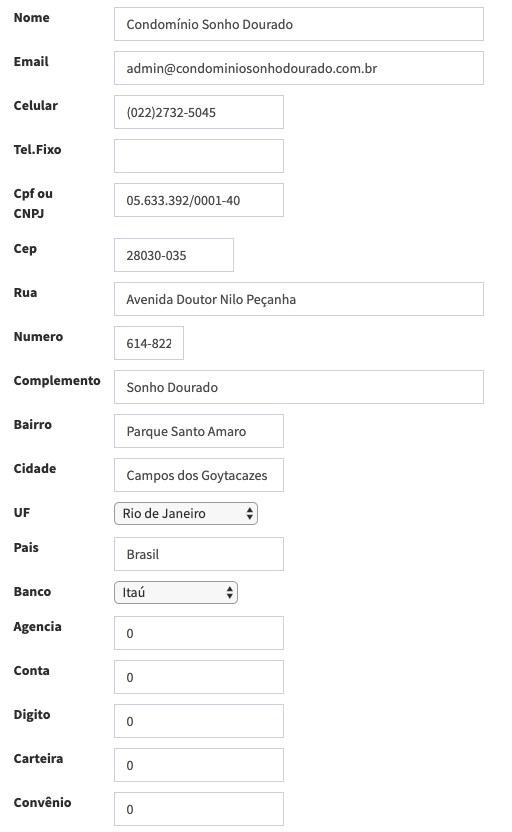 Nome
Condomínio Sonho Dourado
Email
admin@condominiosonhodourado.com.br
Celular
(022)2732-5045
Tel.Fixo
Cpf ou
CNPJ
05.633.392/0001-40
Cep
28030-035
Rua
Avenida Doutor Nilo Peçanha
Numero
614-822
Complemento
Sonho Dourado
Bairro
Parque Santo Amaro
Cidade
Campos dos Goytacazes
UF
Rio de Janeiro
Pais
Brasil
Banco
Itaú
Agencia
0
Conta
0
Digito
0
Carteira
0
Convênio
0